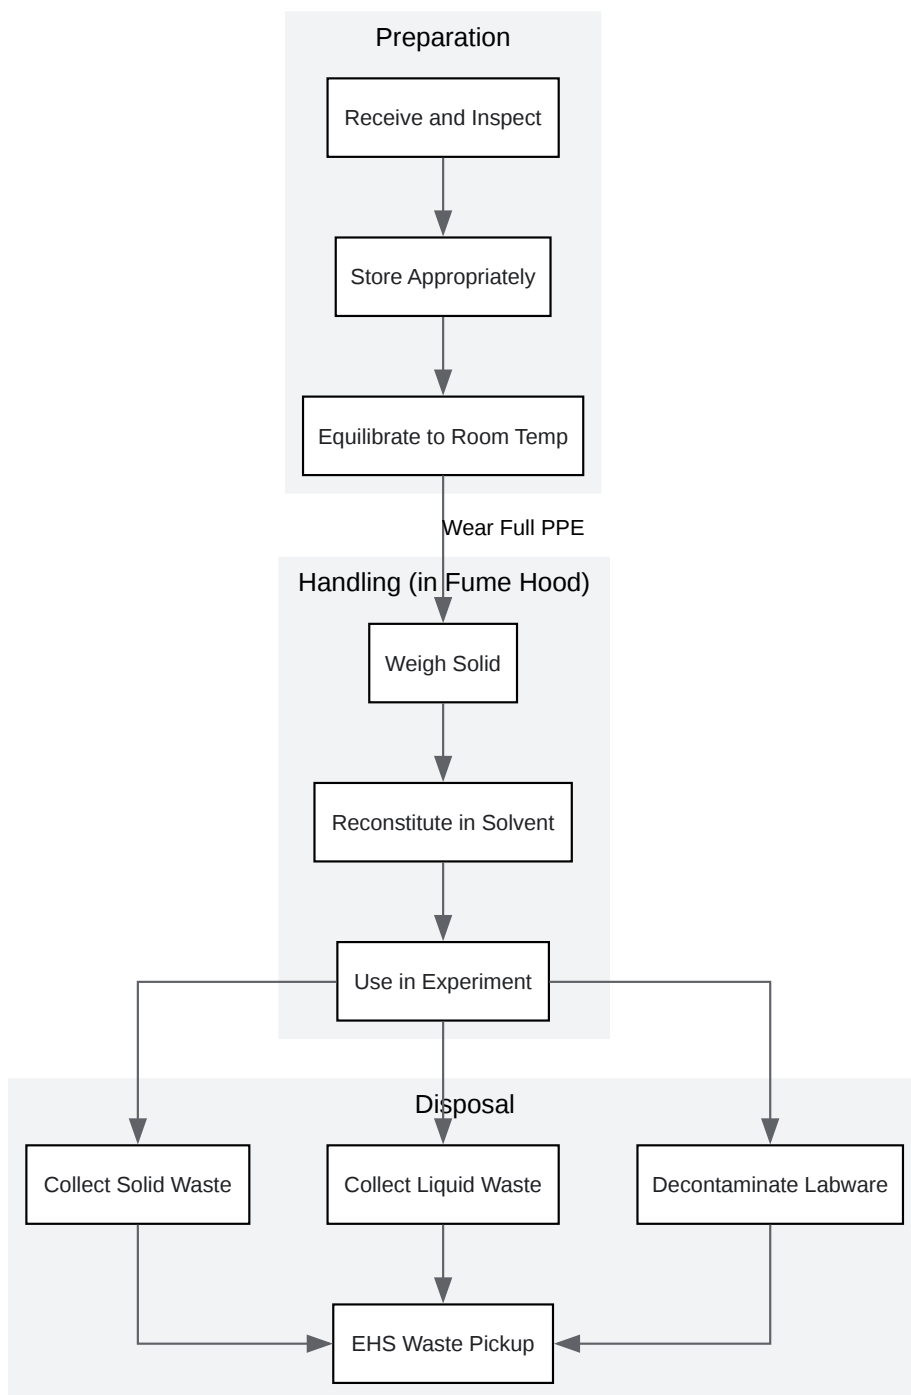 Preparation
Receive and Inspect
Store Appropriately
Equilibrate to Room Temp
Wear Full PPE
Handling (in Fume Hood)
Weigh Solid
Reconstitute in Solvent
Use in Experiment
Disposal
Collect Solid Waste
Collect Liquid Waste
Decontaminate Labware
EHS Waste Pickup